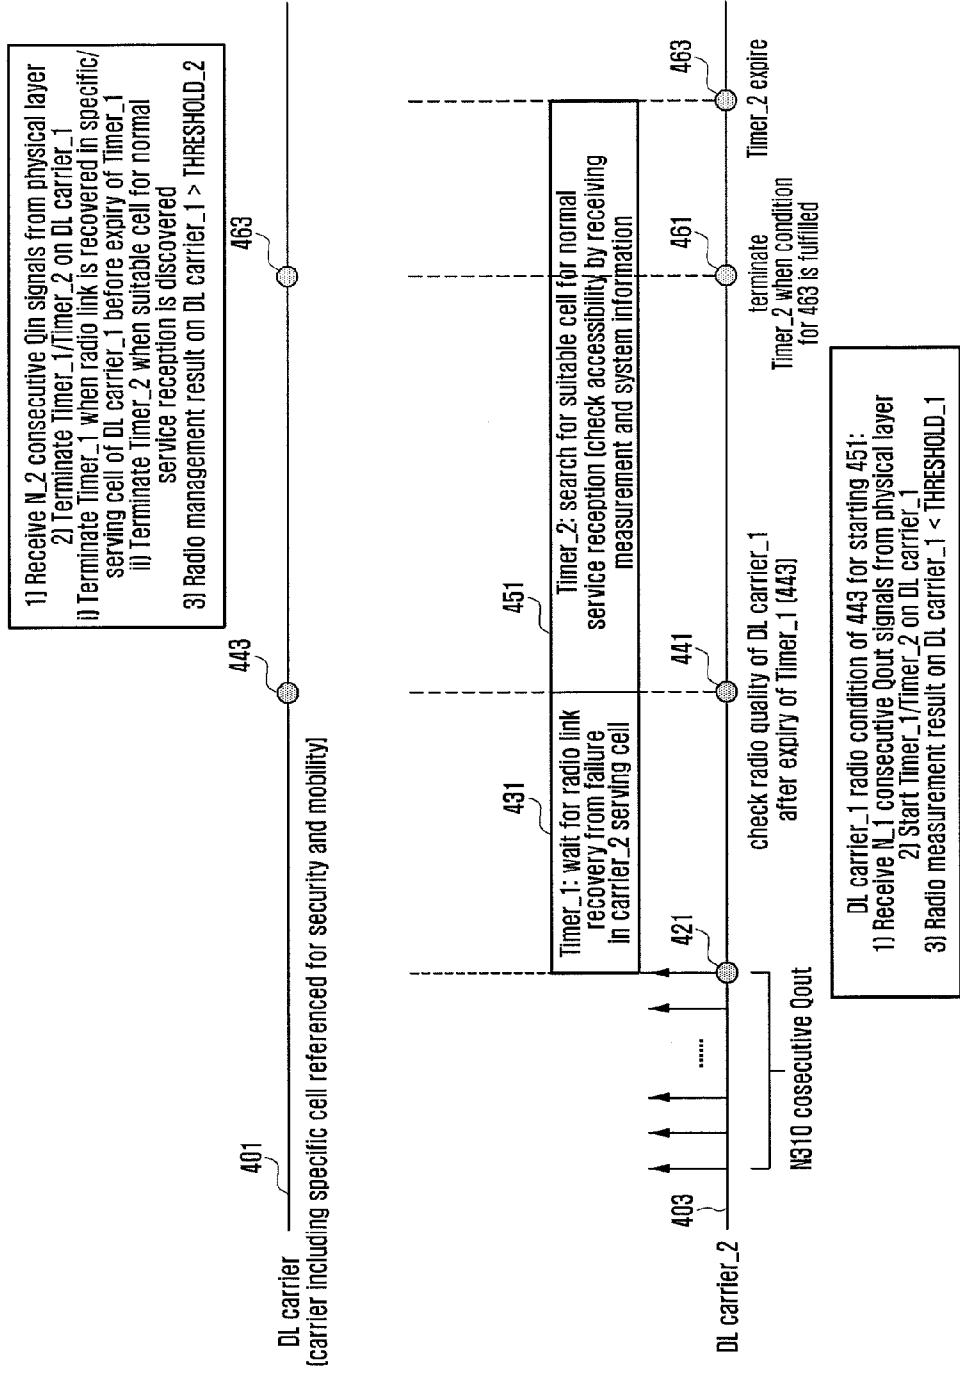 1) Receive N_2 consecutive Qin signals from physical layer
2) Terminate Timer_1/Timer_2 on DL carrier_1
i) Terminate Timer_1 when radio link is recovered in specific/
serving cell of DL carrier_1 before expiry of Timer_1
ii) Terminate Timer_2 when suitable cell for normal
service reception is discovered
3) Radio management result on DL carrier_1 > THRESHOLD_2
401
443
463
DL carrier
(carrier including specific cell referenced for security and mobility)
431
451
Timer_1: wait for radio link
recovery from failure
in carrier_2 serving cell
Timer_2: search for suitable cell for normal
service reception (check accessibility by receiving
measurement and system information
403
421
441
461
463
DL carrier_2
N310 cosecutive Qout
check radio quality of DL carrier_1
after expiry of Timer_1 (443)
terminate
Timer_2 when condition
for 463 is fulfilled
Timer_2 expire
DL carrier_1 radio condition of 443 for starting 451:
1) Receive N_1 consecutive Qout signals from physical layer
2) Start Timer_1/Timer_2 on DL carrier_1
3) Radio measurement result on DL carrier_1 < THRESHOLD_1